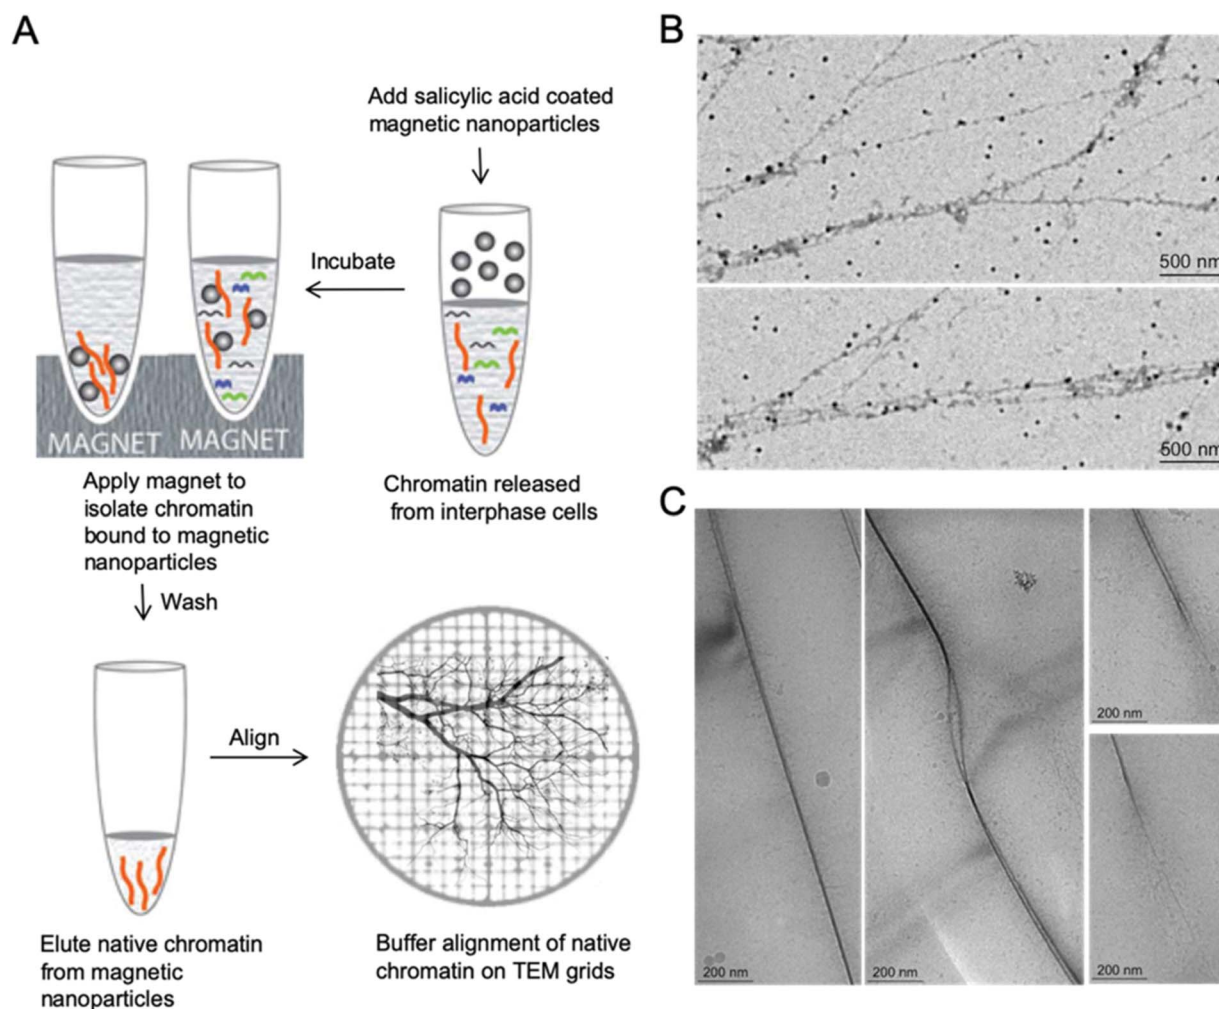 A
Add salicylic acid coated
magnetic nanoparticles
Incubate
MAGNET
MAGNET
Apply magnet to
isolate chromatin
bound to magnetic
nanoparticles
Chromatin released
from interphase cells
Wash
Align
Elute native chromatin
from magnetic
nanoparticles
Buffer alignment of native
chromatin on TEM grids
B
500 nm
500 nm
C
200 nm
200 nm
200 nm
200 nm